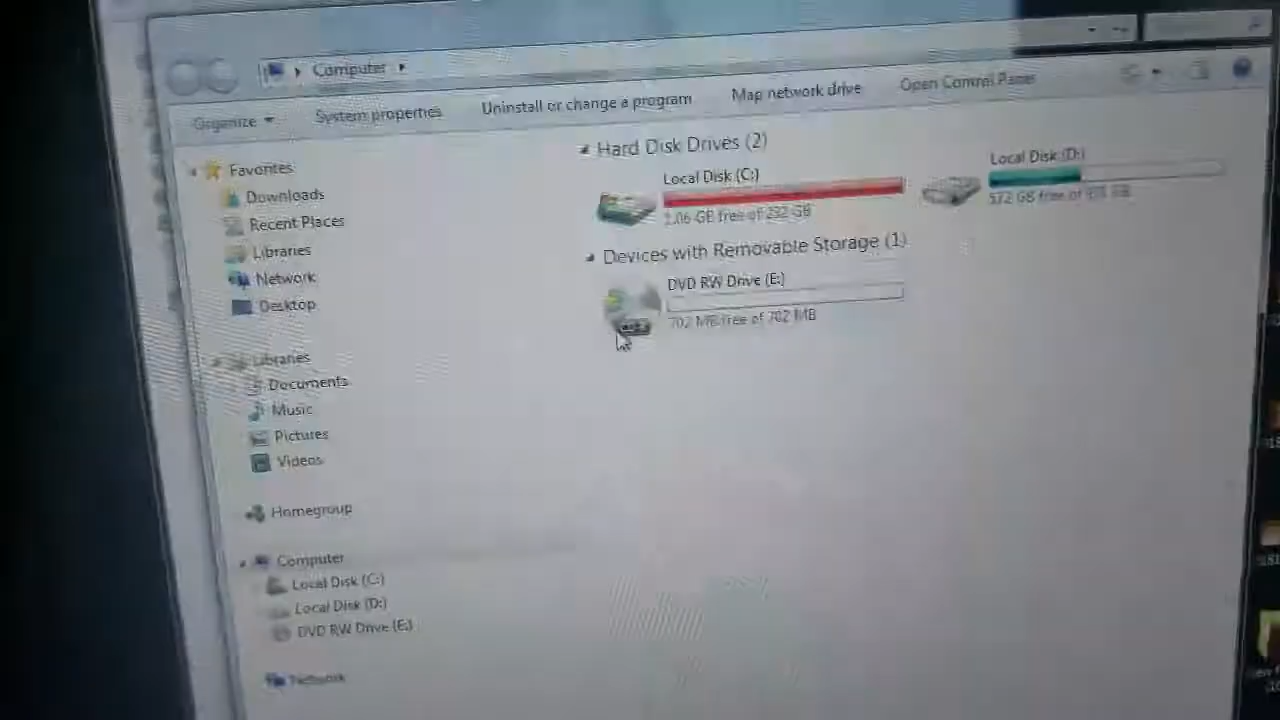 Computer
Organize
System properties
Uninstall or change a program
Map network drive
Open Control Panel
Favorites
Downloads
Recent Places
Libraries
Network
Desktop
Libraries
Documents
Music
Pictures
Videos
Homegroup
Computer
Local Disk (C:)
Local Disk (D:)
DVD RW Drive (E:)
Network
Hard Disk Drives (2)
Local Disk (C:)
1.06 GB free of 232 GB
Local Disk (D:)
GB free of
Devices with Removable Storage (1)
DVD RW Drive (E:)
702 MB free of 702 MB